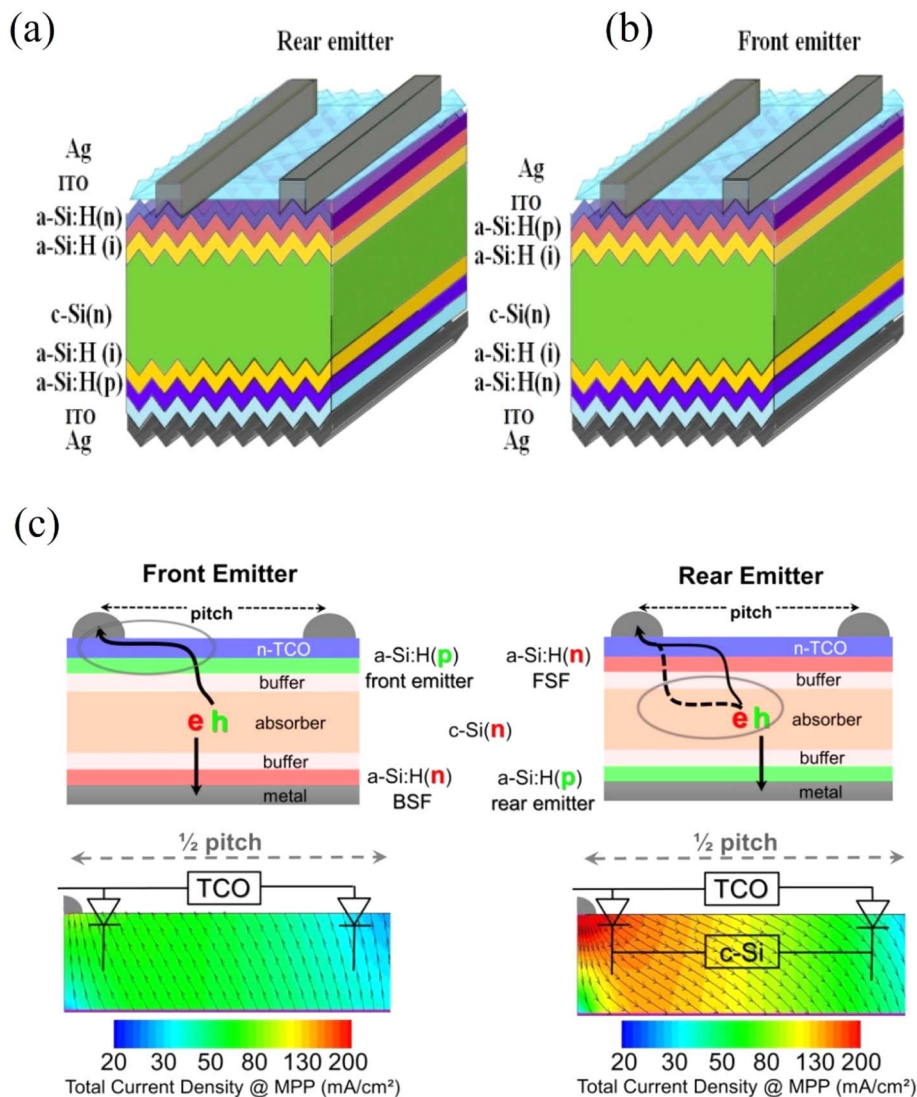 (a)
Rear emitter
Ag
ITO
a-Si:H(n)
a-Si:H (i)
c-Si(n)
a-Si:H (i)
a-Si:H(p)
ITO
Ag
(b)
Front emitter
Ag
ITO
a-Si:H(p)
a-Si:H (i)
c-Si(n)
a-Si:H (i)
a-Si:H(n)
ITO
Ag
(c)
Front Emitter
pitch
n-TCO
buffer
e h
absorber
buffer
metal
a-Si:H(p)
front emitter
c-Si(n)
a-Si:H(n)
BSF
Rear Emitter
pitch
n-TCO
buffer
e h
absorber
buffer
metal
a-Si:H(n)
FSF
a-Si:H(p)
rear emitter
½ pitch
TCO
20 30 50 80 130 200
Total Current Density @ MPP (mA/cm²)
½ pitch
TCO
c-Si
20 30 50 80 130 200
Total Current Density @ MPP (mA/cm²)